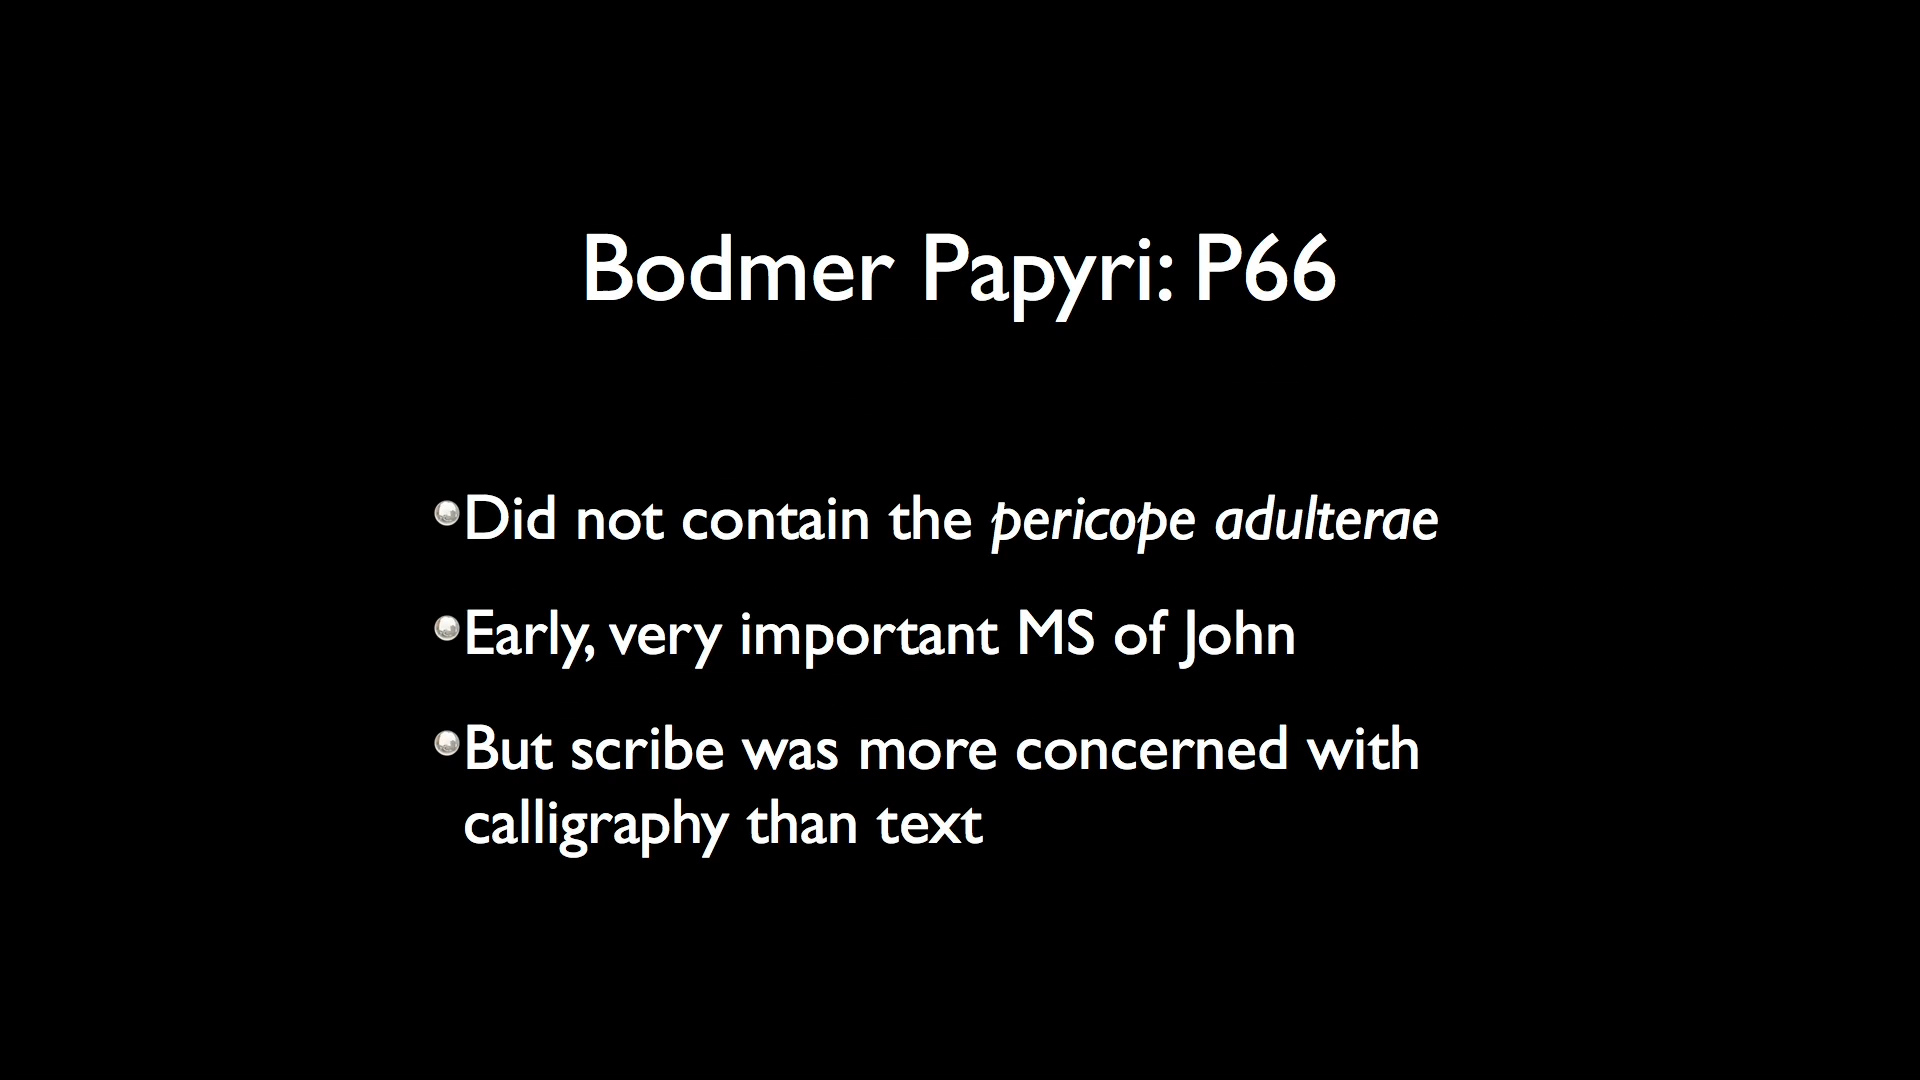 Bodmer Papyri: P66
Did not contain the pericope adulterae
Early, very important MS of John
But scribe was more concerned with
calligraphy than text